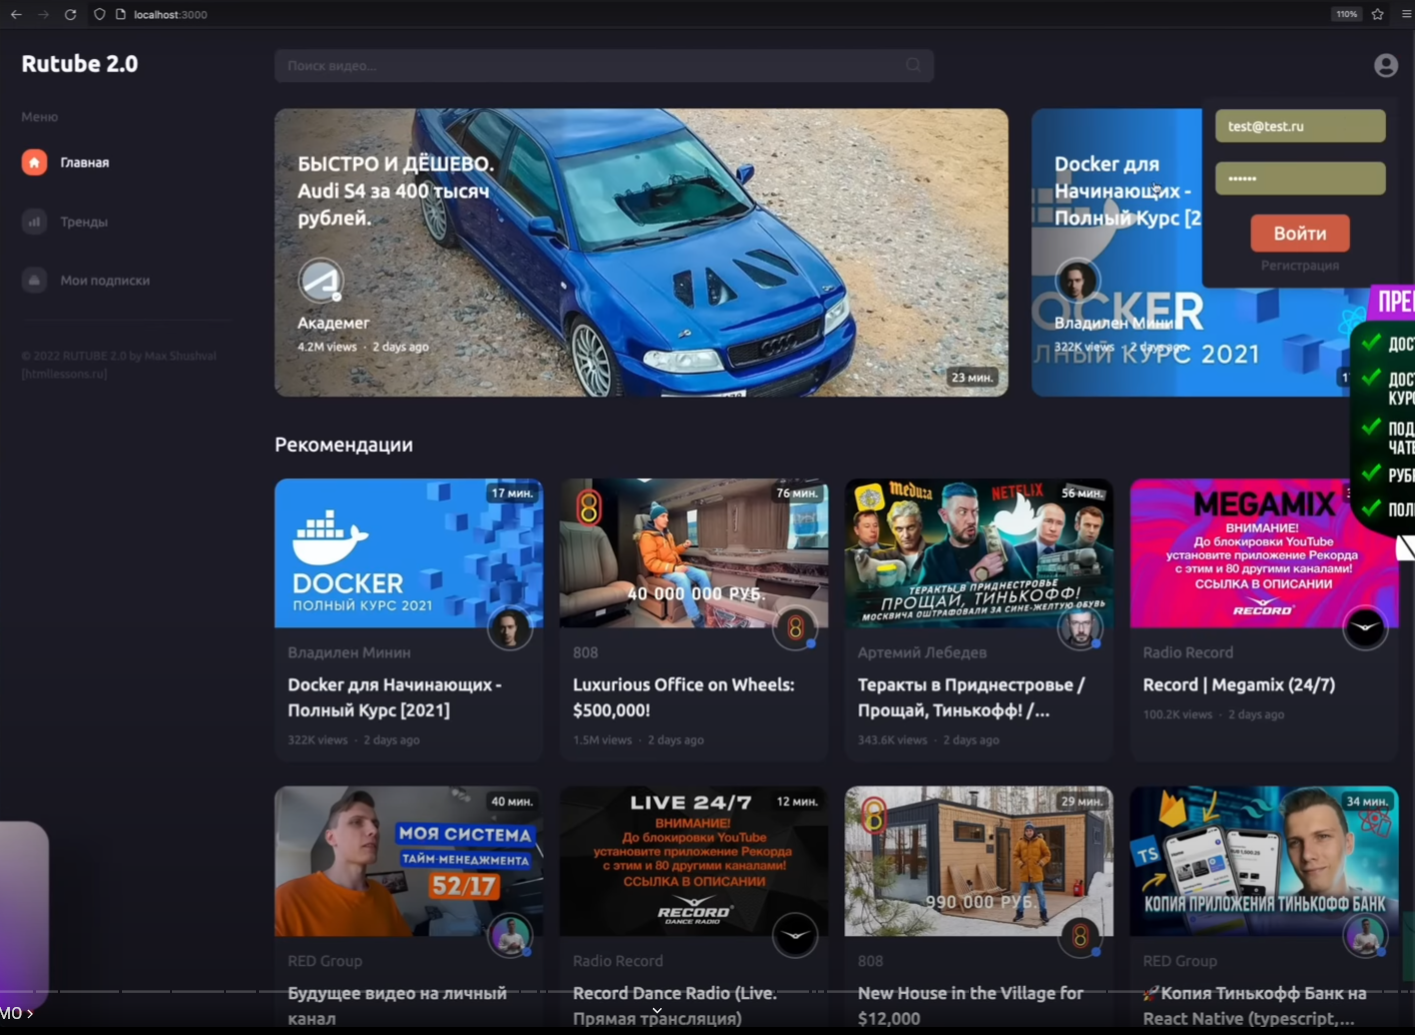 localhost:3000
110%
Rutube 2.0
Поиск видео...
Меню
Главная
Тренды
Мои подписки
© 2022 RUTUBE 2.0 by Max Shushval
[htmllessons.ru]
БЫСТРО И ДЁШЕВО.
Audi S4 за 400 тысяч
рублей.
Академег
4.2M views · 2 days ago
23 мин.
Docker для
Начинающих -
Полный Курс [2
Владилен Мини
322K views · 2 days ago
OCKER
ЛНЫЙ КУРС 2021
test@test.ru
••••••
Войти
Регистрация
ПРЕ
ДОСТ
ДОСТ
КУРС
ПОД
ЧАТЕ
РУБ
ПОЛ
Рекомендации
17 мин.
DOCKER
ПОЛНЫЙ КУРС 2021
Владилен Минин
Docker для Начинающих -
Полный Курс [2021]
322K views · 2 days ago
8
76 мин.
40 000 000 РУБ.
8
808
Luxurious Office on Wheels:
$500,000!
1.5M views · 2 days ago
meduza
NETFLIX
56 мин.
ТЕРАКТЫ В ПРИДНЕСТРОВЬЕ
ПРОЩАЙ, ТИНЬКОФФ!
МОСКВИЧА ОШТРАФОВАЛИ ЗА СИНЕ-ЖЕЛТУЮ ОБУВЬ
Артемий Лебедев
Теракты в Приднестровье /
Прощай, Тинькофф! /...
343.6K views · 2 days ago
MEGAMIX
ВНИМАНИЕ!
До блокировки YouTube
установите приложение Рекорда
с этим и 80 другими каналами!
ССЫЛКА В ОПИСАНИИ
RECORD
Radio Record
Record | Megamix (24/7)
100.2K views · 2 days ago
40 мин.
МОЯ СИСТЕМА
ТАЙМ-МЕНЕДЖМЕНТА
52/17
RED Group
Будущее видео на личный
канал
LIVE 24/7
12 мин.
ВНИМАНИЕ!
До блокировки YouTube
установите приложение Рекорда
с этим и 80 другими каналами!
ССЫЛКА В ОПИСАНИИ
RECORD
DANCE RADIO
Radio Record
Record Dance Radio (Live.
Прямая трансляция)
8
29 мин.
990 000 РУБ.
8
808
New House in the Village for
$12,000
34 мин.
TS
КОПИЯ ПРИЛОЖЕНИЯ ТИНЬКОФФ БАНК
RED Group
🚀Копия Тинькофф Банк на
React Native (typescript,...
МО ›